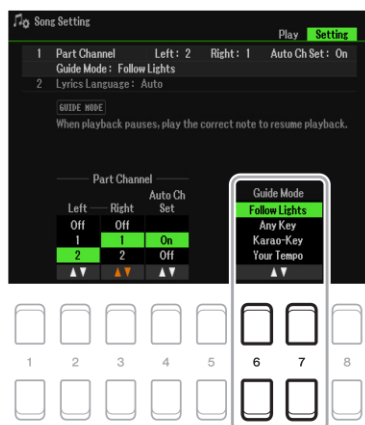 Song Setting
Play Setting
1 Part Channel Left: 2 Right: 1 Auto Ch Set: On
Guide Mode: Follow Lights
2 Lyrics Language: Auto
GUIDE MODE
When playback pauses, play the correct note to resume playback.
Part Channel
Auto Ch
Left Right Set
Off Off
1 1 On
2 2 Off
Guide Mode
Follow Lights
Any Key
Karao-Key
Your Tempo
1 2 3 4 5 6 7 8